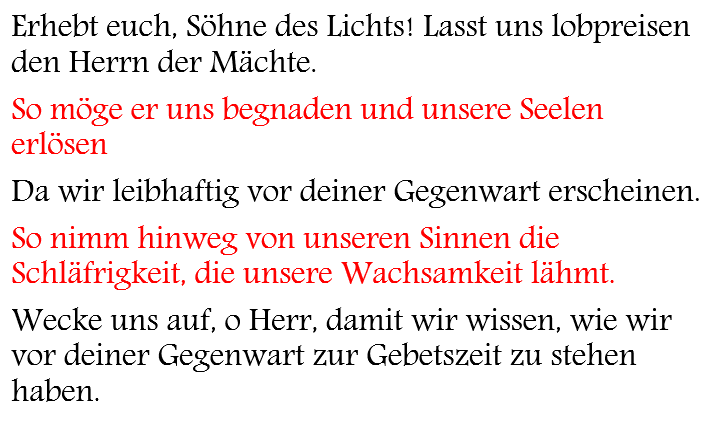 Erhebt euch, Söhne des Lichts! Lasst uns lobpreisen
den Herrn der Mächte.
So möge er uns begnaden und unsere Seelen
erlösen
Da wir leibhaftig vor deiner Gegenwart erscheinen.
So nimm hinweg von unseren Sinnen die
Schläfrigkeit, die unsere Wachsamkeit lähmt.
Wecke uns auf, o Herr, damit wir wissen, wie wir
vor deiner Gegenwart zur Gebetszeit zu stehen
haben.